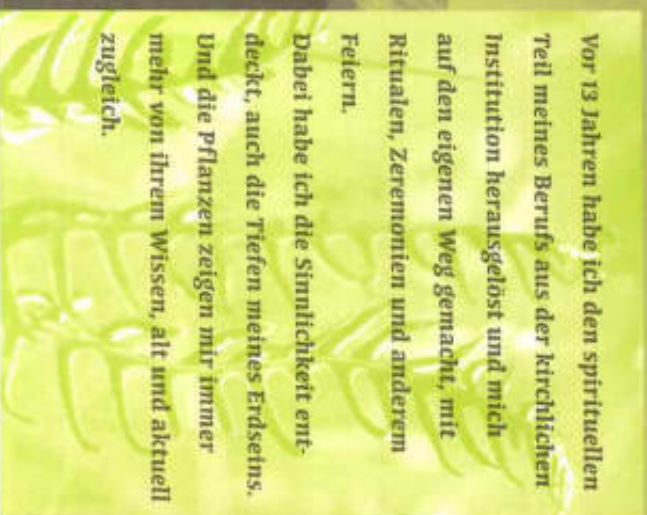 Vor 13 Jahren habe ich den spirituellen
Teil meines Berufs aus der kirchlichen
Institution herausgelöst und mich
auf den eigenen Weg gemacht, mit
Ritualen, Zeremonien und anderem
Feiern.
Dabei habe ich die Sinnlichkeit ent-
deckt, auch die Tiefen meines Erdseins.
Und die Pflanzen zeigen mir immer
mehr von ihrem Wissen, alt und aktuell
zugleich.